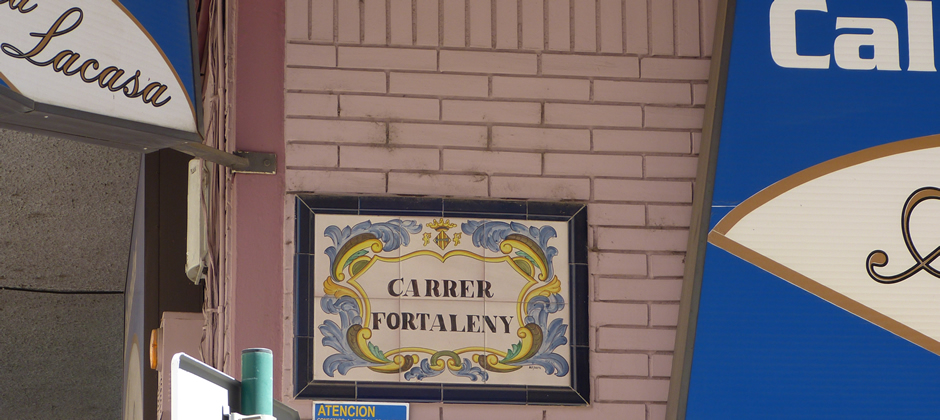 Lacasa
Cal
CARRER
FORTALENY
ATENCION